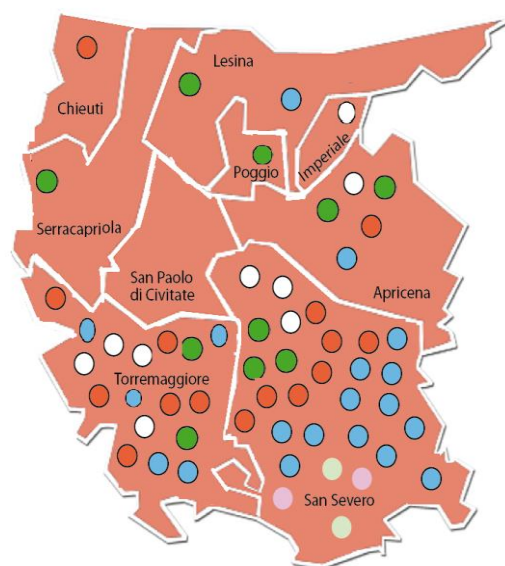 Lesina
Chieuti
Imperiale
Poggio
Serracapriola
San Paolo
di Civitate
Apricena
Torremaggiore
San Severo